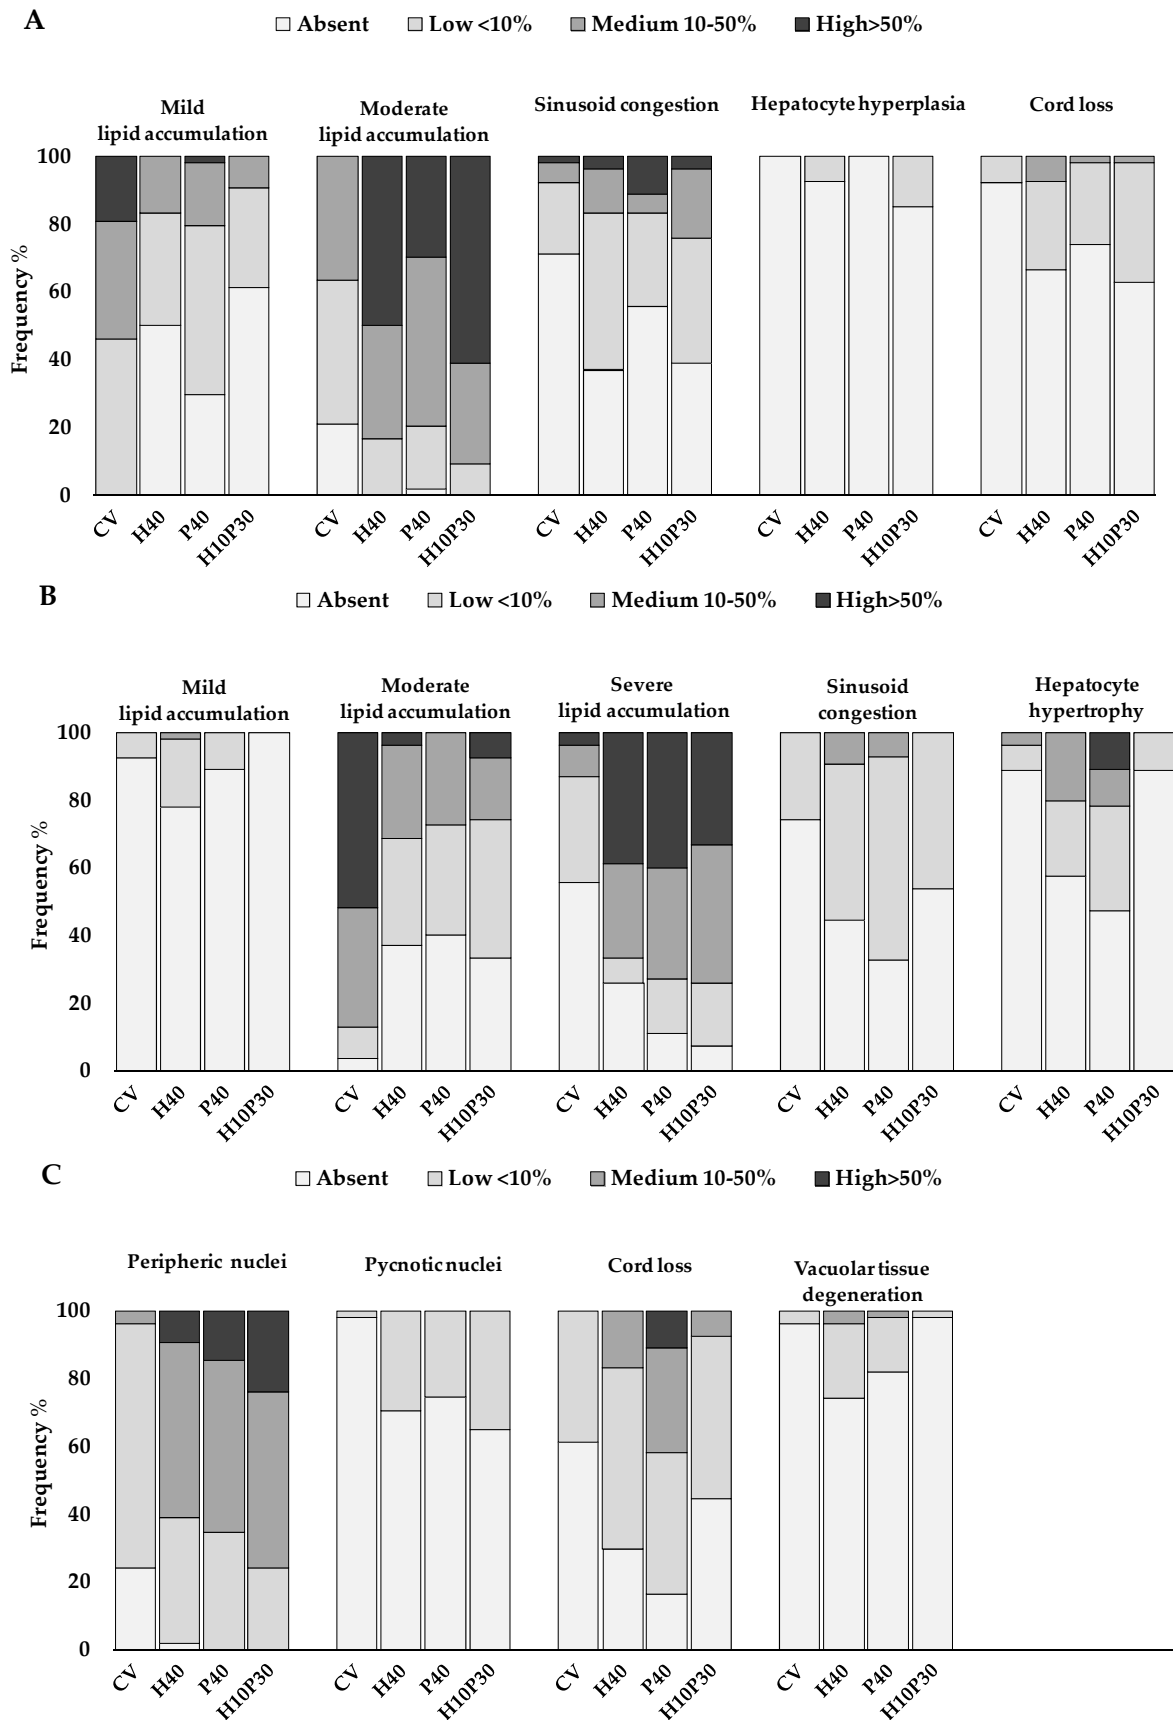 A
Absent Low <10% Medium 10-50% High>50%
Mild
lipid accumulation
Moderate
lipid accumulation
Sinusoid congestion
Hepatocyte hyperplasia
Cord loss
Frequency %
100
80
60
40
20
0
CV H40 P40 H10P30
CV H40 P40 H10P30
CV H40 P40 H10P30
CV H40 P40 H10P30
CV H40 P40 H10P30
B
Absent Low <10% Medium 10-50% High>50%
Mild
lipid accumulation
Moderate
lipid accumulation
Severe
lipid accumulation
Sinusoid
congestion
Hepatocyte
hypertrophy
Frequency %
100
80
60
40
20
0
CV H40 P40 H10P30
CV H40 P40 H10P30
CV H40 P40 H10P30
CV H40 P40 H10P30
CV H40 P40 H10P30
C
Absent Low <10% Medium 10-50% High>50%
Peripheric nuclei
Pycnotic nuclei
Cord loss
Vacuolar tissue
degeneration
Frequency %
100
80
60
40
20
0
CV H40 P40 H10P30
CV H40 P40 H10P30
CV H40 P40 H10P30
CV H40 P40 H10P30